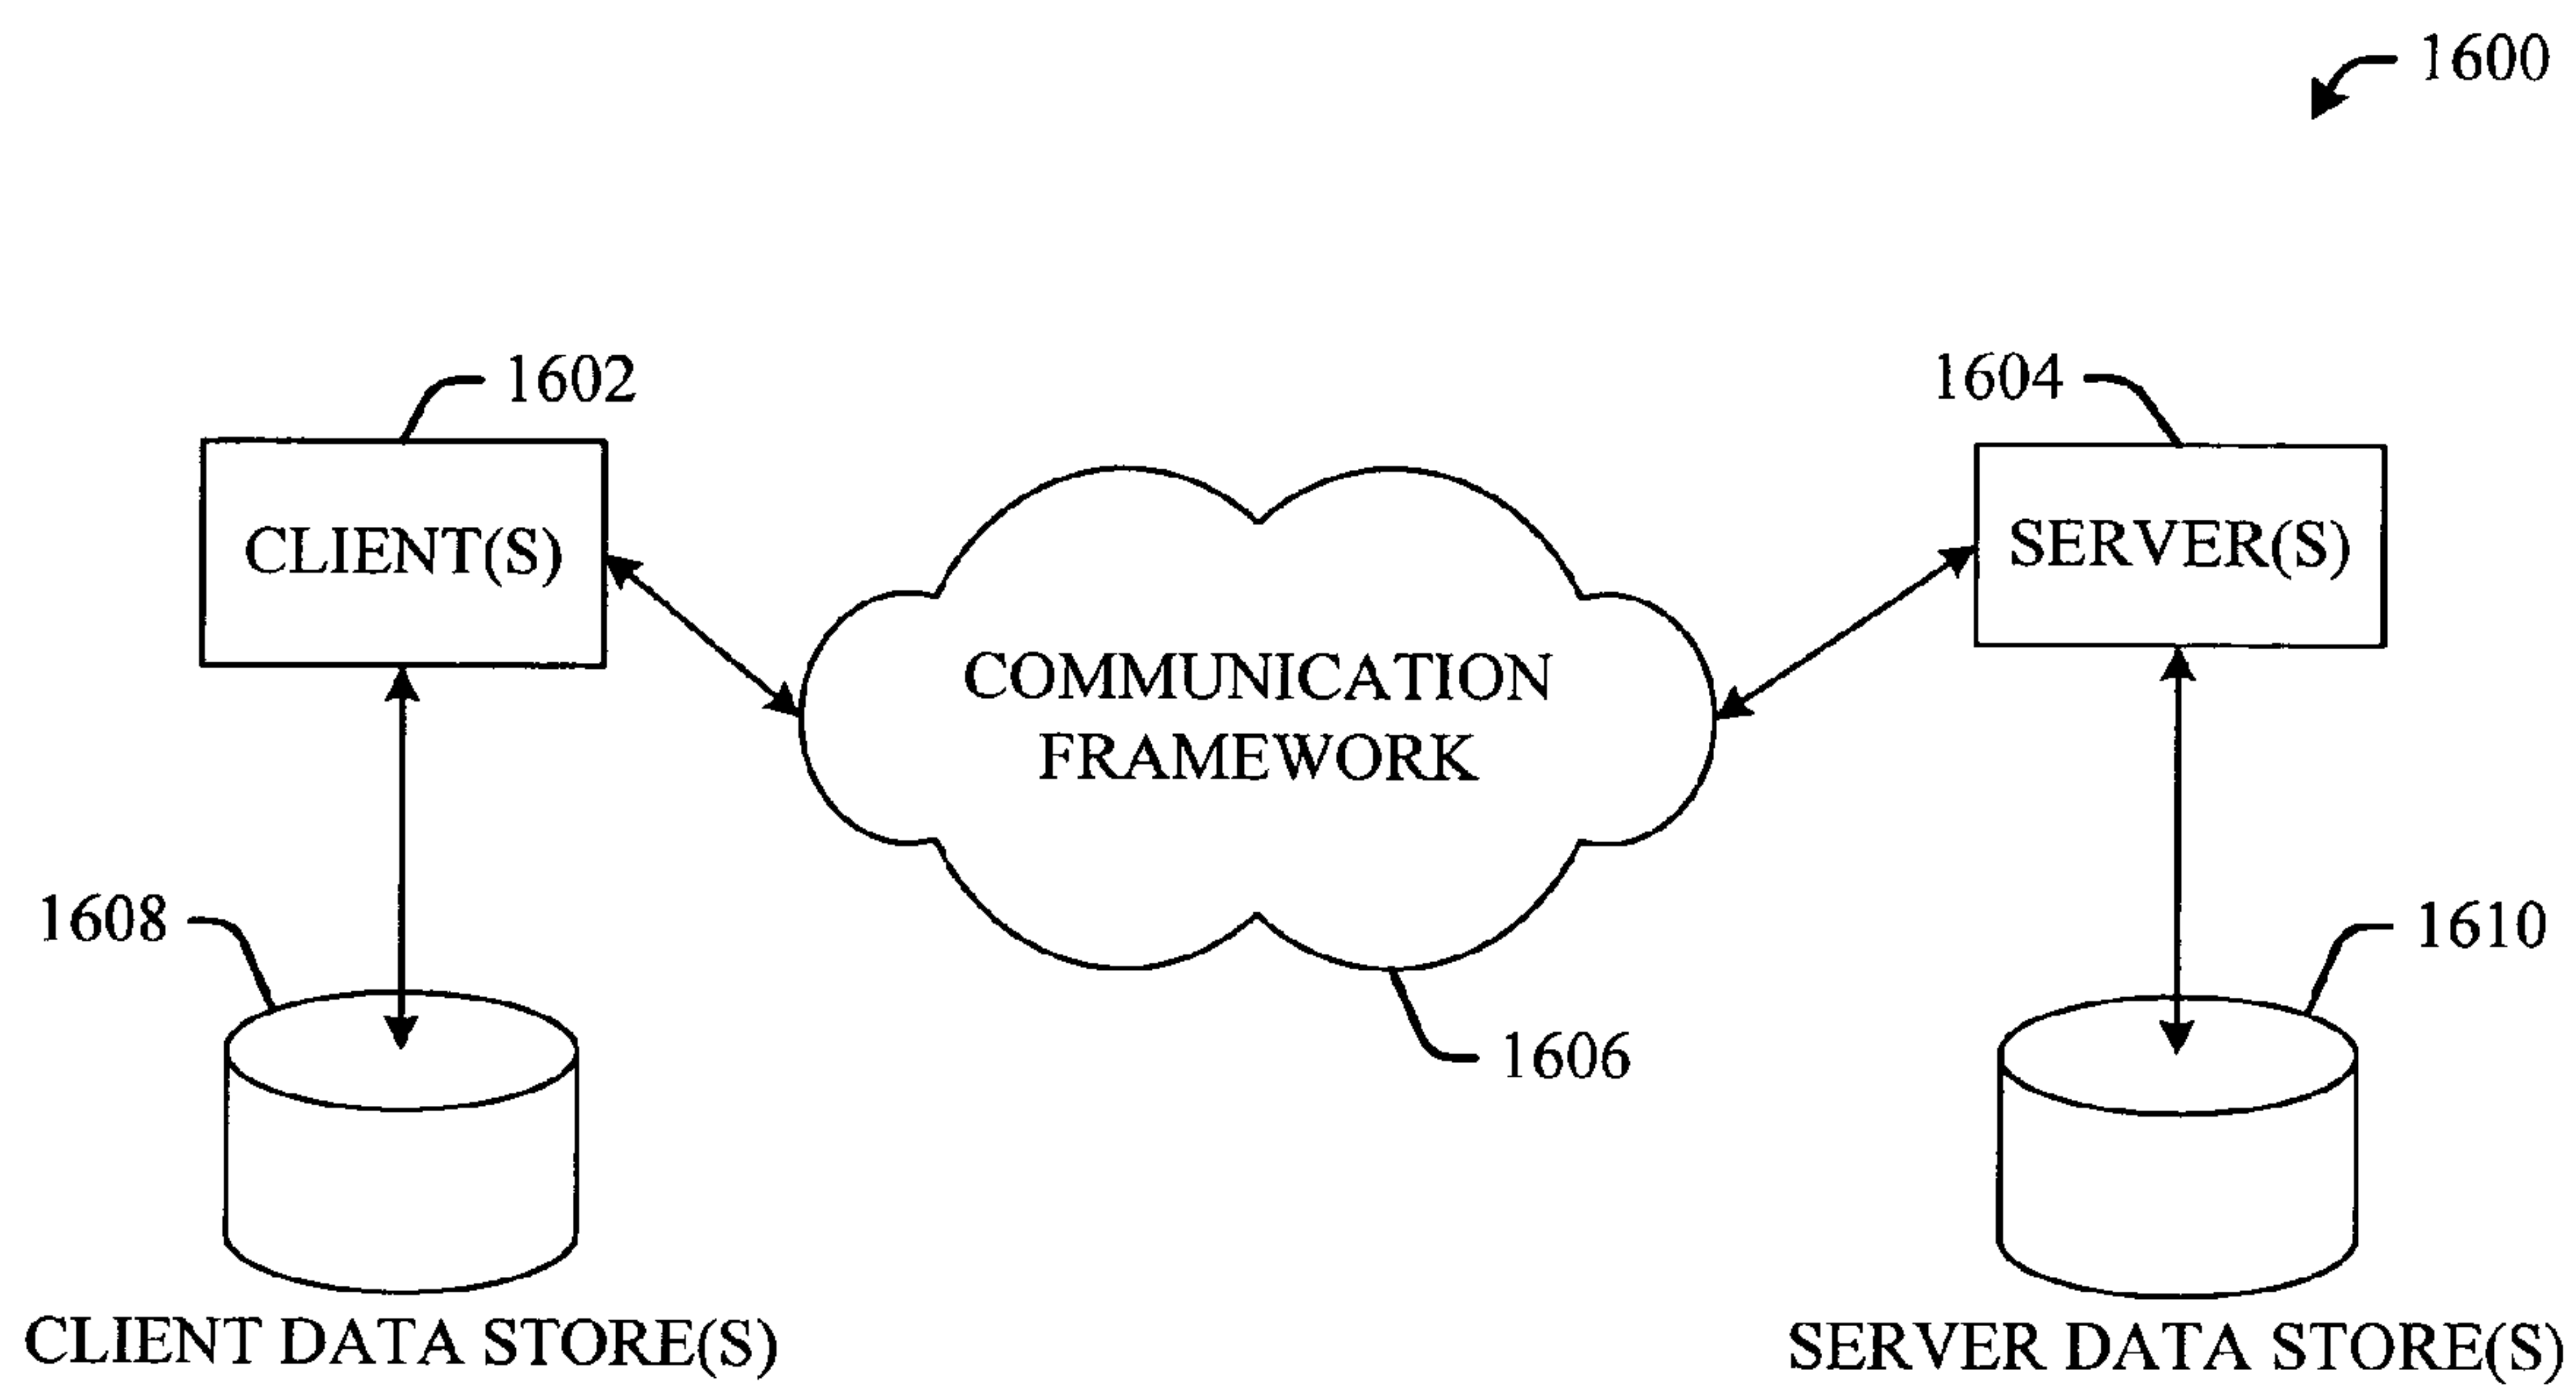 1600
1602
1604
CLIENT(S)
SERVER(S)
COMMUNICATION
FRAMEWORK
1608
1610
1606
CLIENT DATA STORE(S)
SERVER DATA STORE(S)